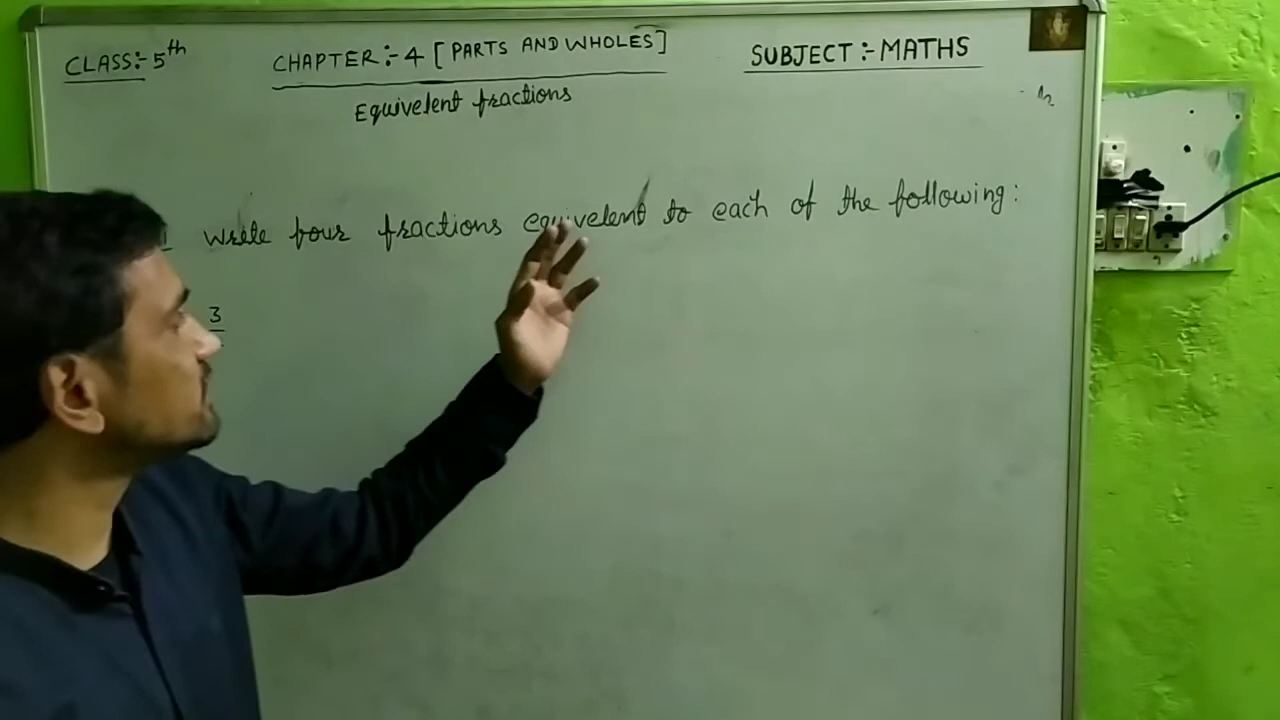 CLASS:- 5th
CHAPTER:- 4 [PARTS AND WHOLES]
SUBJECT:- MATHS
Equivelent fractions
Write four fractions equivelent to each of the following:
3